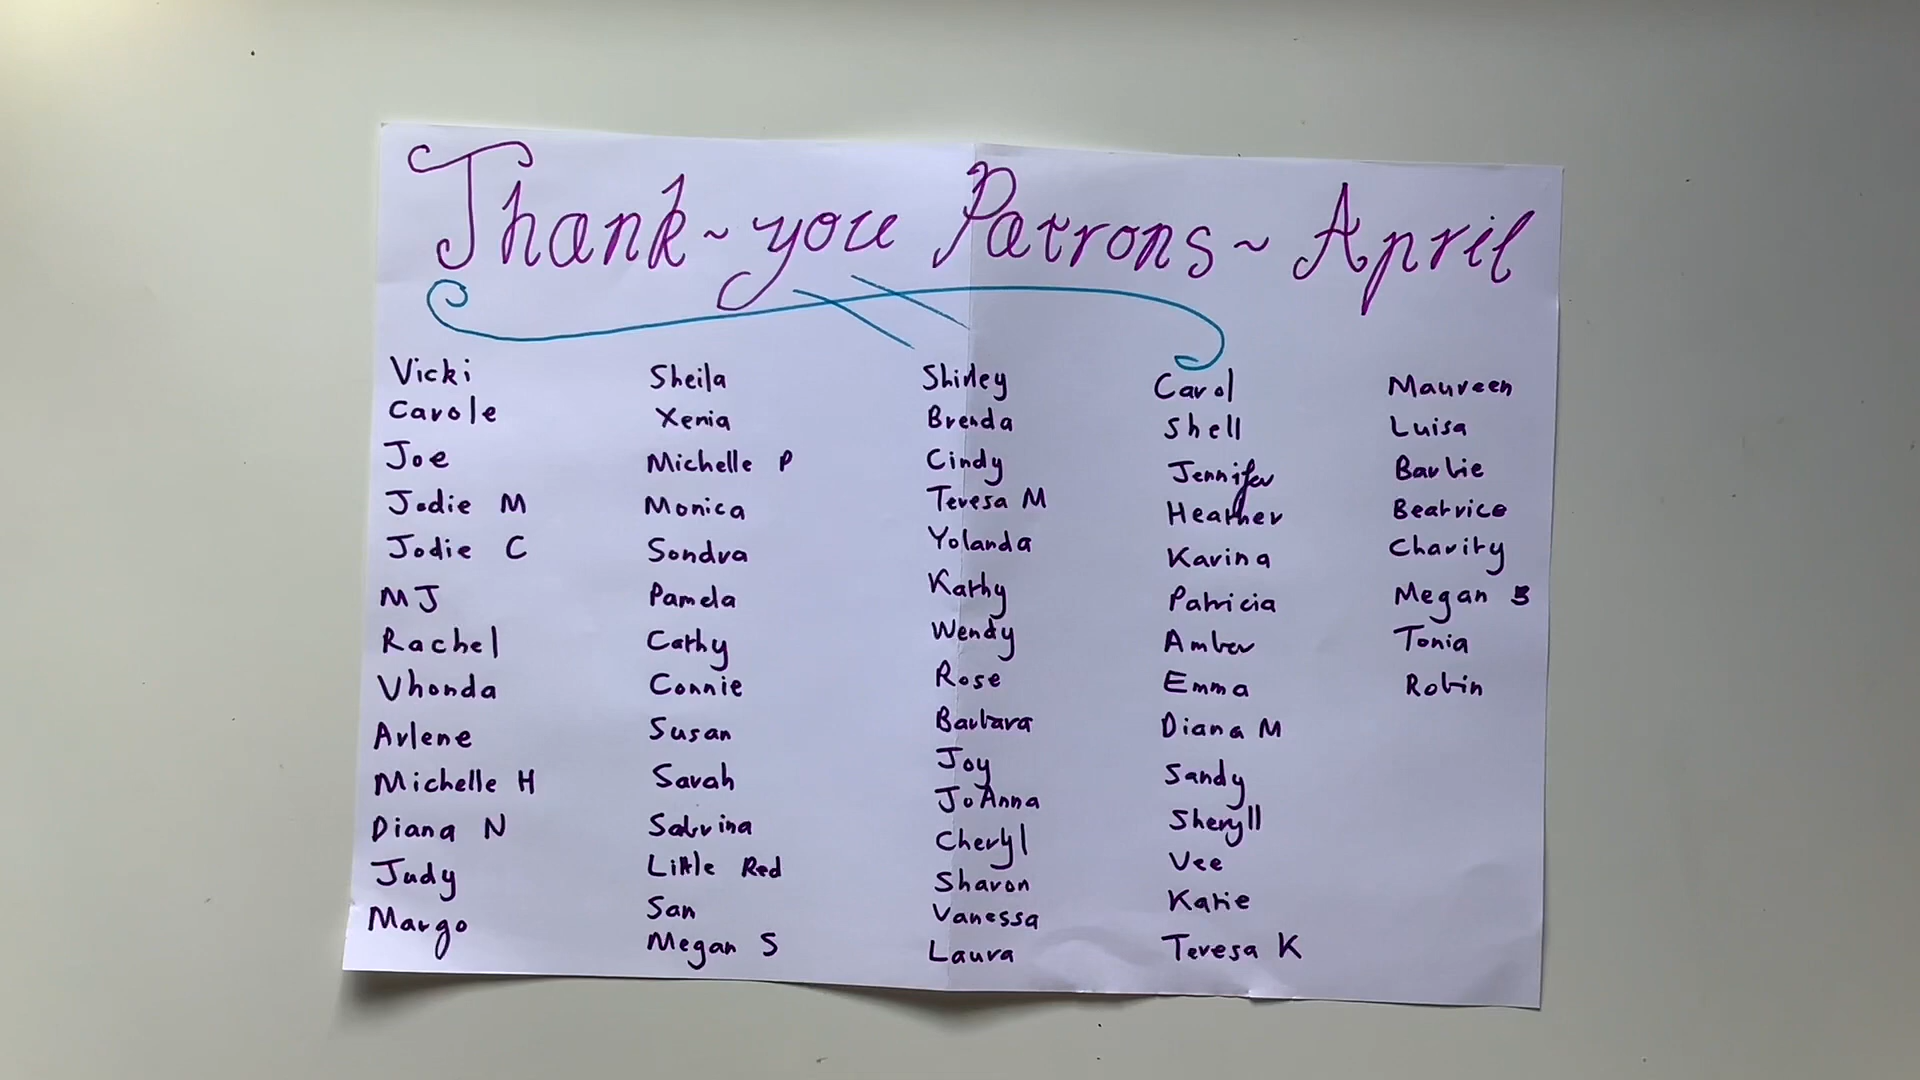 Thank~you Patrons~April
Vicki
Carole
Joe
Jodie M
Jodie C
MJ
Rachel
Vhonda
Arlene
Michelle H
Diana N
Judy
Margo
Sheila
Xenia
Michelle P
Monica
Sondra
Pamela
Cathy
Connie
Susan
Sarah
Sabrina
Little Red
San
Megan S
Shirley
Brenda
Cindy
Teresa M
Yolanda
Kathy
Wendy
Rose
Barbara
Joy
JoAnna
Cheryl
Sharon
Vanessa
Laura
Carol
Shell
Jennifer
Heather
Karina
Patricia
Amber
Emma
Diana M
Sandy
Sheryll
Vee
Katie
Teresa K
Maureen
Luisa
Barbie
Beatrice
Charity
Megan B
Tonia
Robin